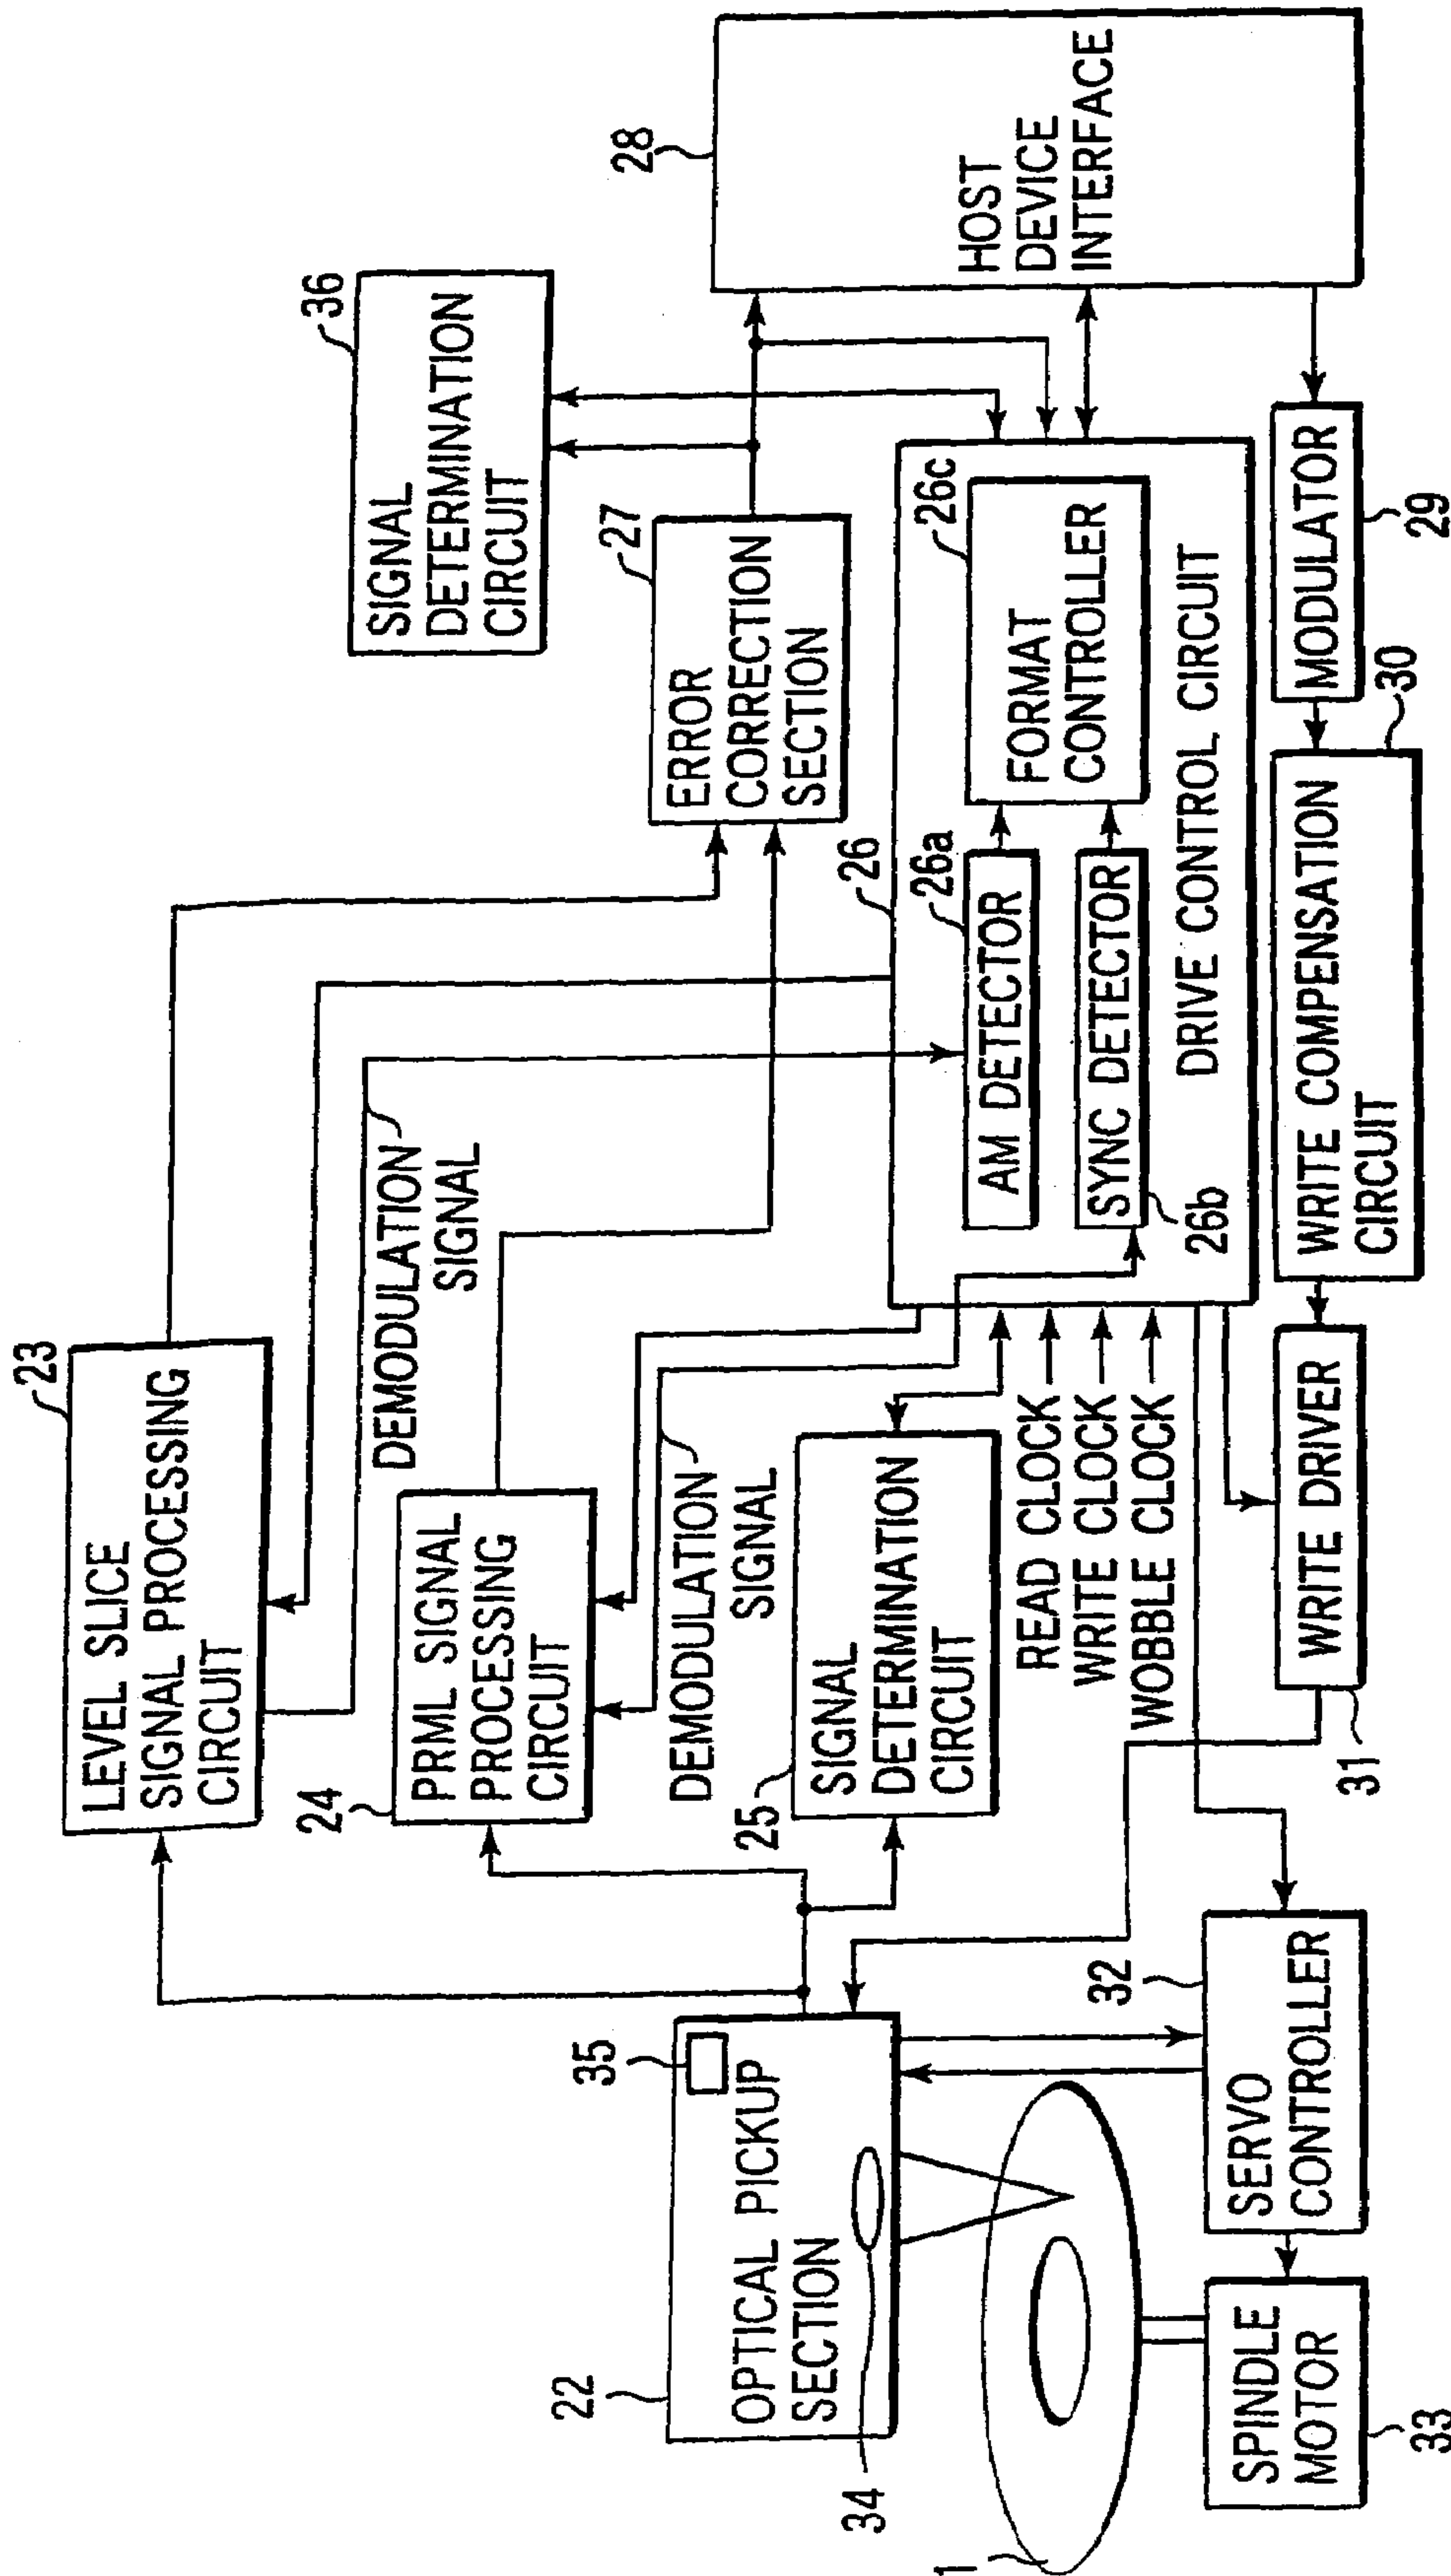 23
LEVEL SLICE
SIGNAL PROCESSING
CIRCUIT
DEMODULATION
SIGNAL
36
SIGNAL
DETERMINATION
CIRCUIT
24
PRML SIGNAL
PROCESSING
CIRCUIT
DEMODULATION
SIGNAL
27
ERROR
CORRECTION
SECTION
28
HOST
DEVICE
INTERFACE
22
35
OPTICAL PICKUP
SECTION
34
25
SIGNAL
DETERMINATION
CIRCUIT
26
26a
AM DETECTOR
26c
FORMAT
CONTROLLER
SYNC DETECTOR
26b
DRIVE CONTROL CIRCUIT
READ CLOCK
WRITE CLOCK
WOBBLE CLOCK
1
32
SERVO
CONTROLLER
SPINDLE
MOTOR
33
WRITE DRIVER
31
WRITE COMPENSATION
CIRCUIT
30
MODULATOR
29